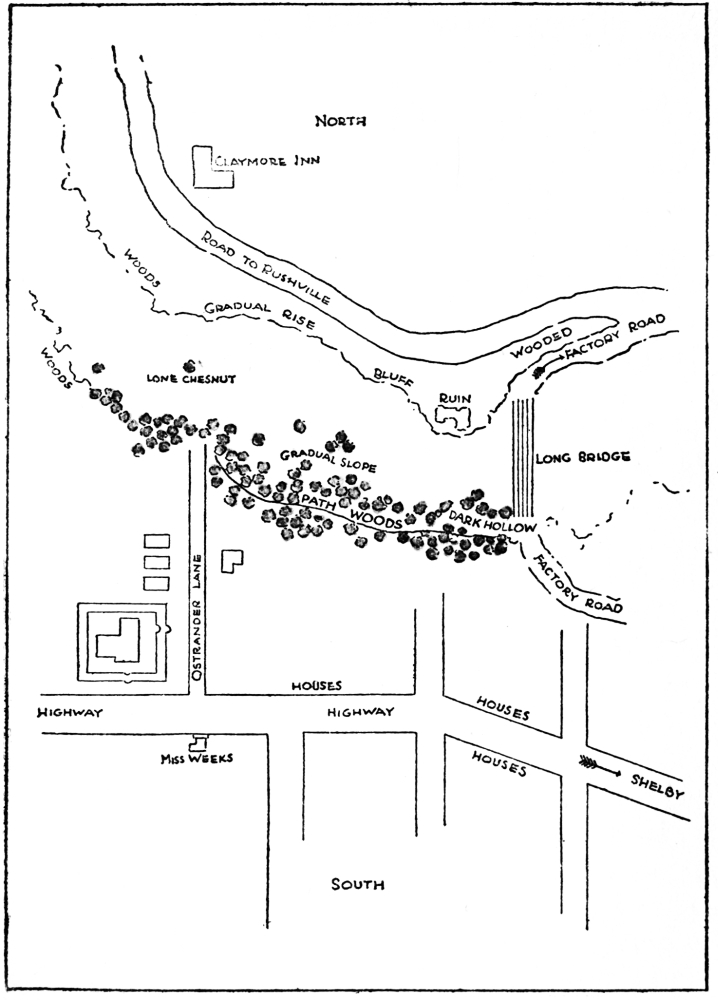 NORTH
CLAYMORE INN
ROAD TO RUSHVILLE
WOODS
GRADUAL RISE
WOODED
FACTORY ROAD
WOODS
LONE CHESNUT
BLUFF
RUIN
GRADUAL SLOPE
LONG BRIDGE
PATH WOODS
DARK HOLLOW
FACTORY ROAD
OSTRANDER LANE
HOUSES
HIGHWAY
HIGHWAY
HOUSES
HOUSES
MISS WEEKS
SHELBY
SOUTH